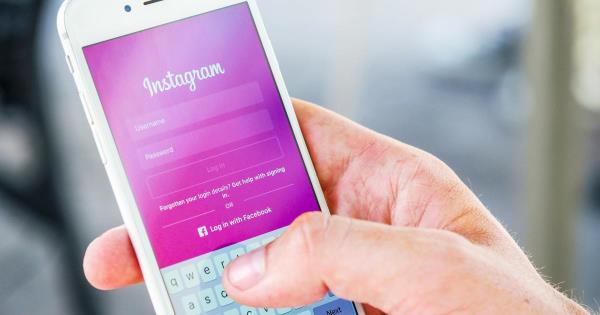 Instagram
Username
Password
Log in
Forgotten your login details? Get help with signing
in.
OR
Log in with Facebook
q w e r
a s d
Next